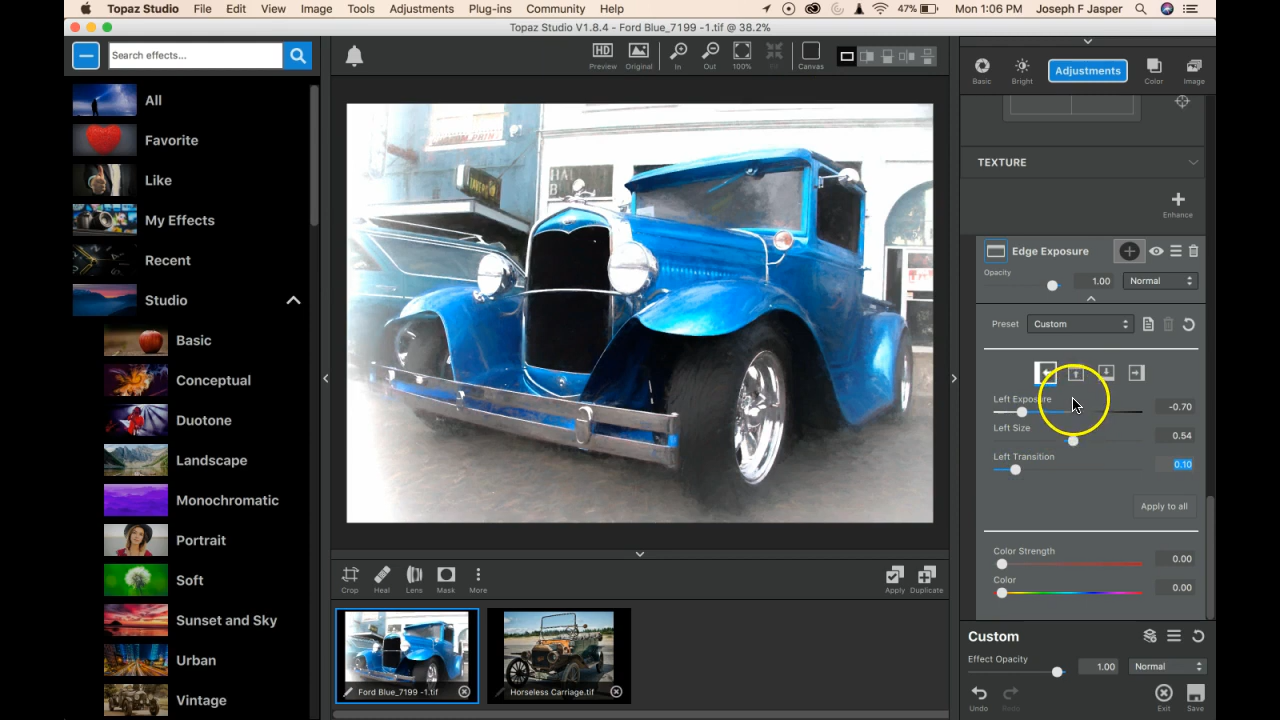 Topaz Studio File Edit View Image Tools Adjustments Plug-ins Community Help 47% Mon 1:06 PM Joseph F Jasper
Topaz Studio V1.8.4 - Ford Blue_7199 -1.tif @ 38.2%
Search effects...
All
Favorite
Like
My Effects
Recent
Studio
Basic
Conceptual
Duotone
Landscape
Monochromatic
Portrait
Soft
Sunset and Sky
Urban
Vintage
HD
Preview Original In Out 100% Fit Canvas
Crop Heal Lens Mask More Apply Duplicate
Ford Blue_7199 -1.tif
Horseless Carriage.tif
Basic Bright Adjustments Color Image
TEXTURE
Enhance
Edge Exposure
Opacity 1.00 Normal
Preset Custom
Left Exposure -0.70
Left Size 0.54
Left Transition 0.10
Apply to all
Color Strength 0.00
Color 0.00
Custom
Effect Opacity 1.00 Normal
Undo Redo Exit Save